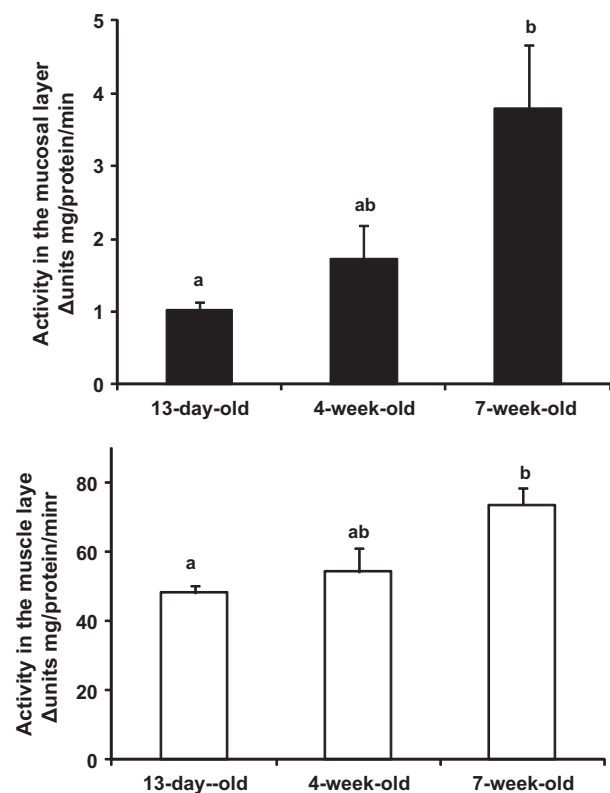 Activity in the mucosal layer
Δunits mg/protein/min
5
4
3
2
1
0
a
ab
b
13-day-old
4-week-old
7-week-old
Activity in the muscle laye
Δunits mg/protein/minr
80
60
40
20
0
a
ab
b
13-day--old
4-week-old
7-week-old